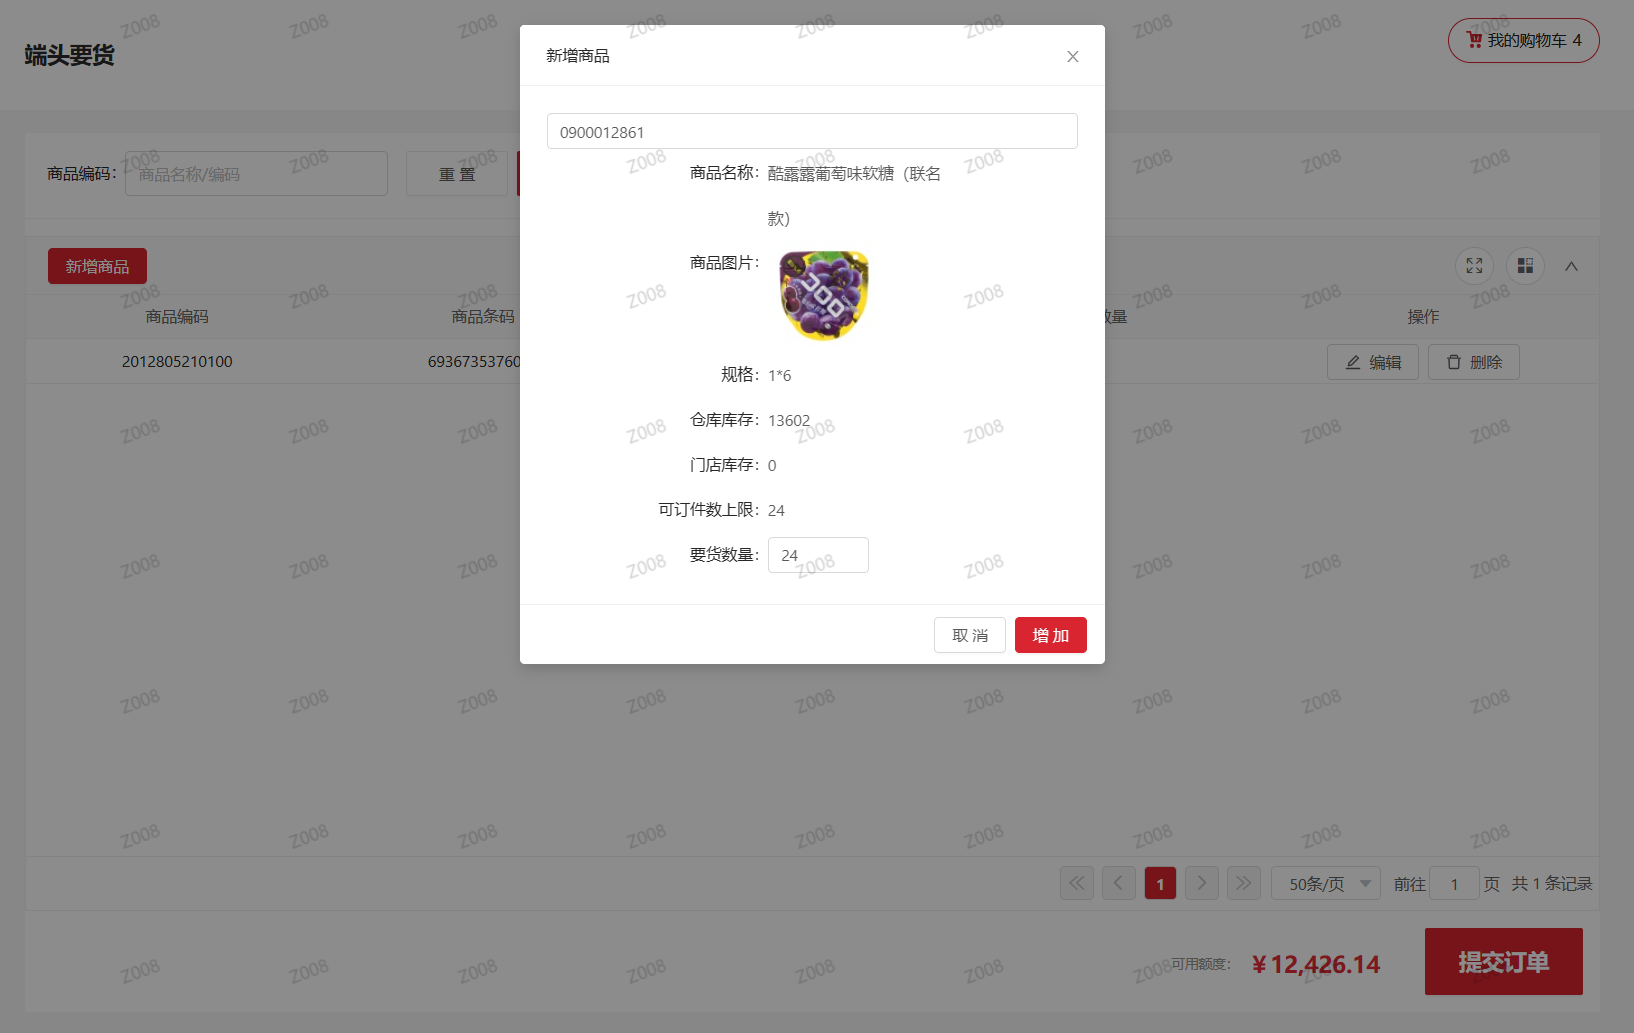 端头要货
我的购物车 4
新增商品
0900012861
商品编码：
商品名称/编码
重 置
商品名称：
酷露露葡萄味软糖（联名
款）
新增商品
商品图片：
商品编码
商品条码
数量
操作
2012805210100
69367353760
编辑
删除
规格：
1*6
仓库库存：
13602
门店库存：
0
可订件数上限：
24
要货数量：
24
取 消
增 加
1
50条/页
前往
1
页
共 1 条记录
可用额度：
¥ 12,426.14
提交订单
Z008